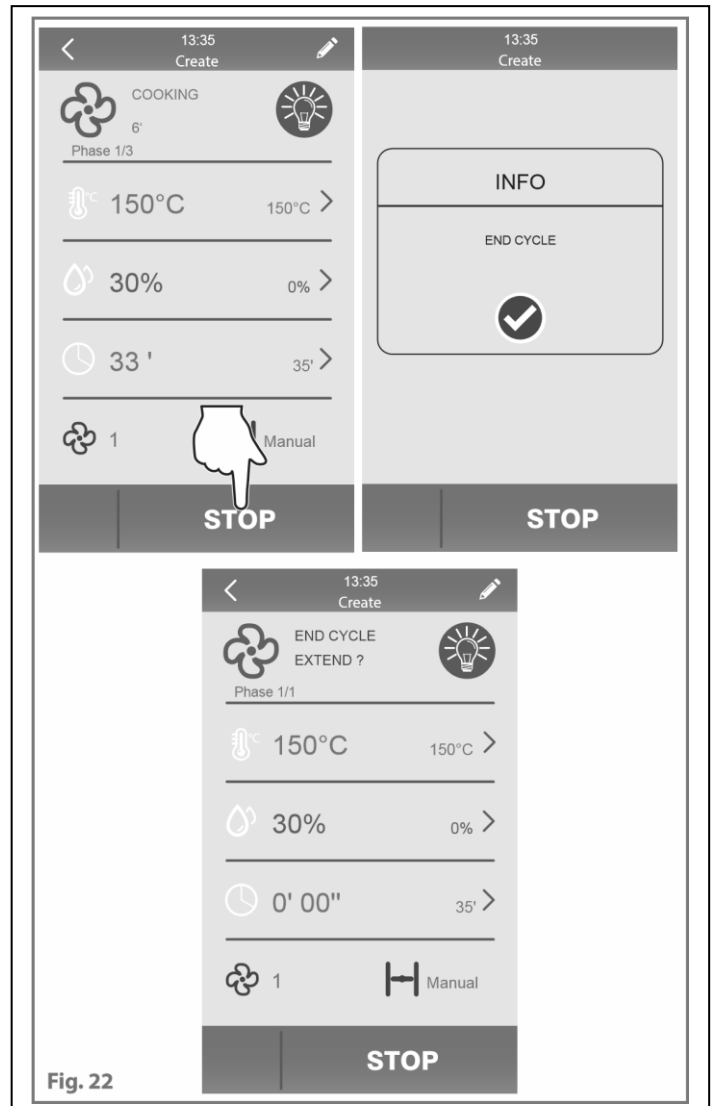 13:35
Create
COOKING
6'
Phase 1/3
150°C 150°C
30% 0%
33 ' 35'
1 Manual
STOP
13:35
Create
INFO
END CYCLE
STOP
13:35
Create
END CYCLE
EXTEND ?
Phase 1/1
°C 150°C 150°C
30% 0%
0' 00" 35'
1 Manual
STOP
Fig. 22